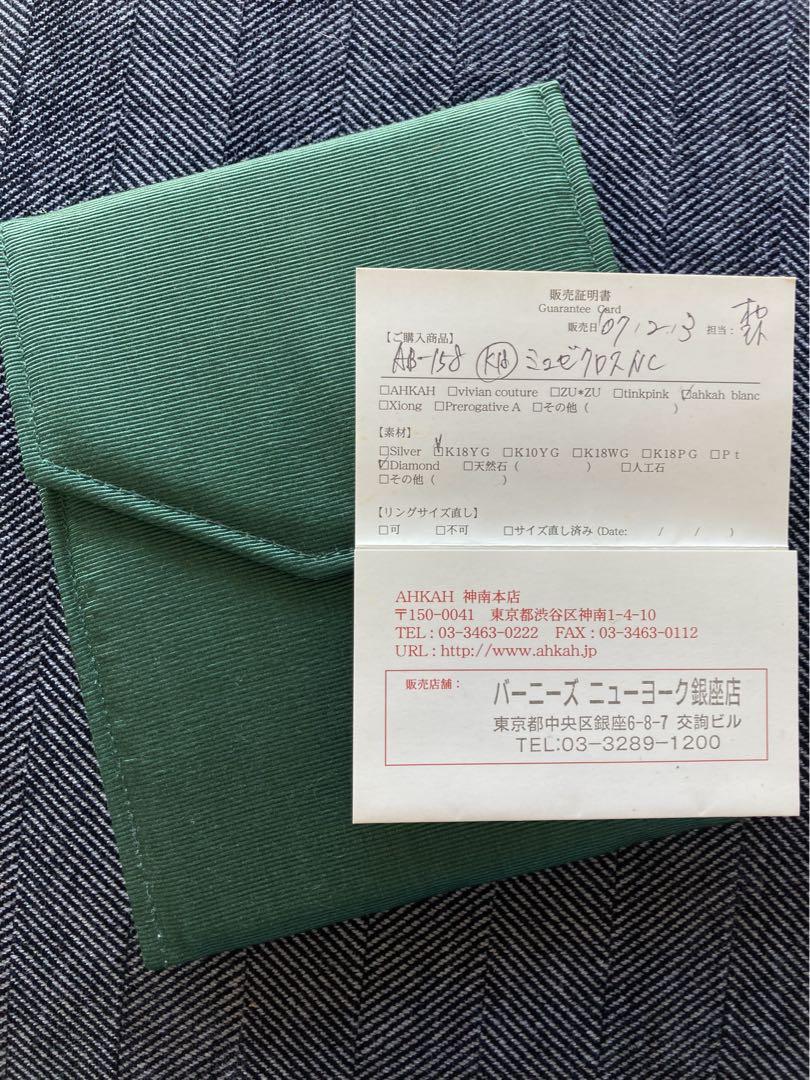 販売証明書
Guarantee Card
販売日 '07.12.3 担当：
【ご購入商品】
AB-158 K18 ミュゼクロスNC
□AHKAH □vivian couture □ZU*ZU □tinkpink ☑ahkah blanc
□Xiong □Prerogative A □その他（ ）
【素材】
□Silver ☑K18YG □K10YG □K18WG □K18PG □Pt
☑Diamond □天然石（ ） □人工石
□その他（ ）
【リングサイズ直し】
□可 □不可 □サイズ直し済み(Date: / / )
AHKAH 神南本店
〒150-0041 東京都渋谷区神南1-4-10
TEL：03-3463-0222 FAX：03-3463-0112
URL：http://www.ahkah.jp
販売店舗： バーニーズ ニューヨーク銀座店
東京都中央区銀座6-8-7 交詢ビル
TEL:03-3289-1200